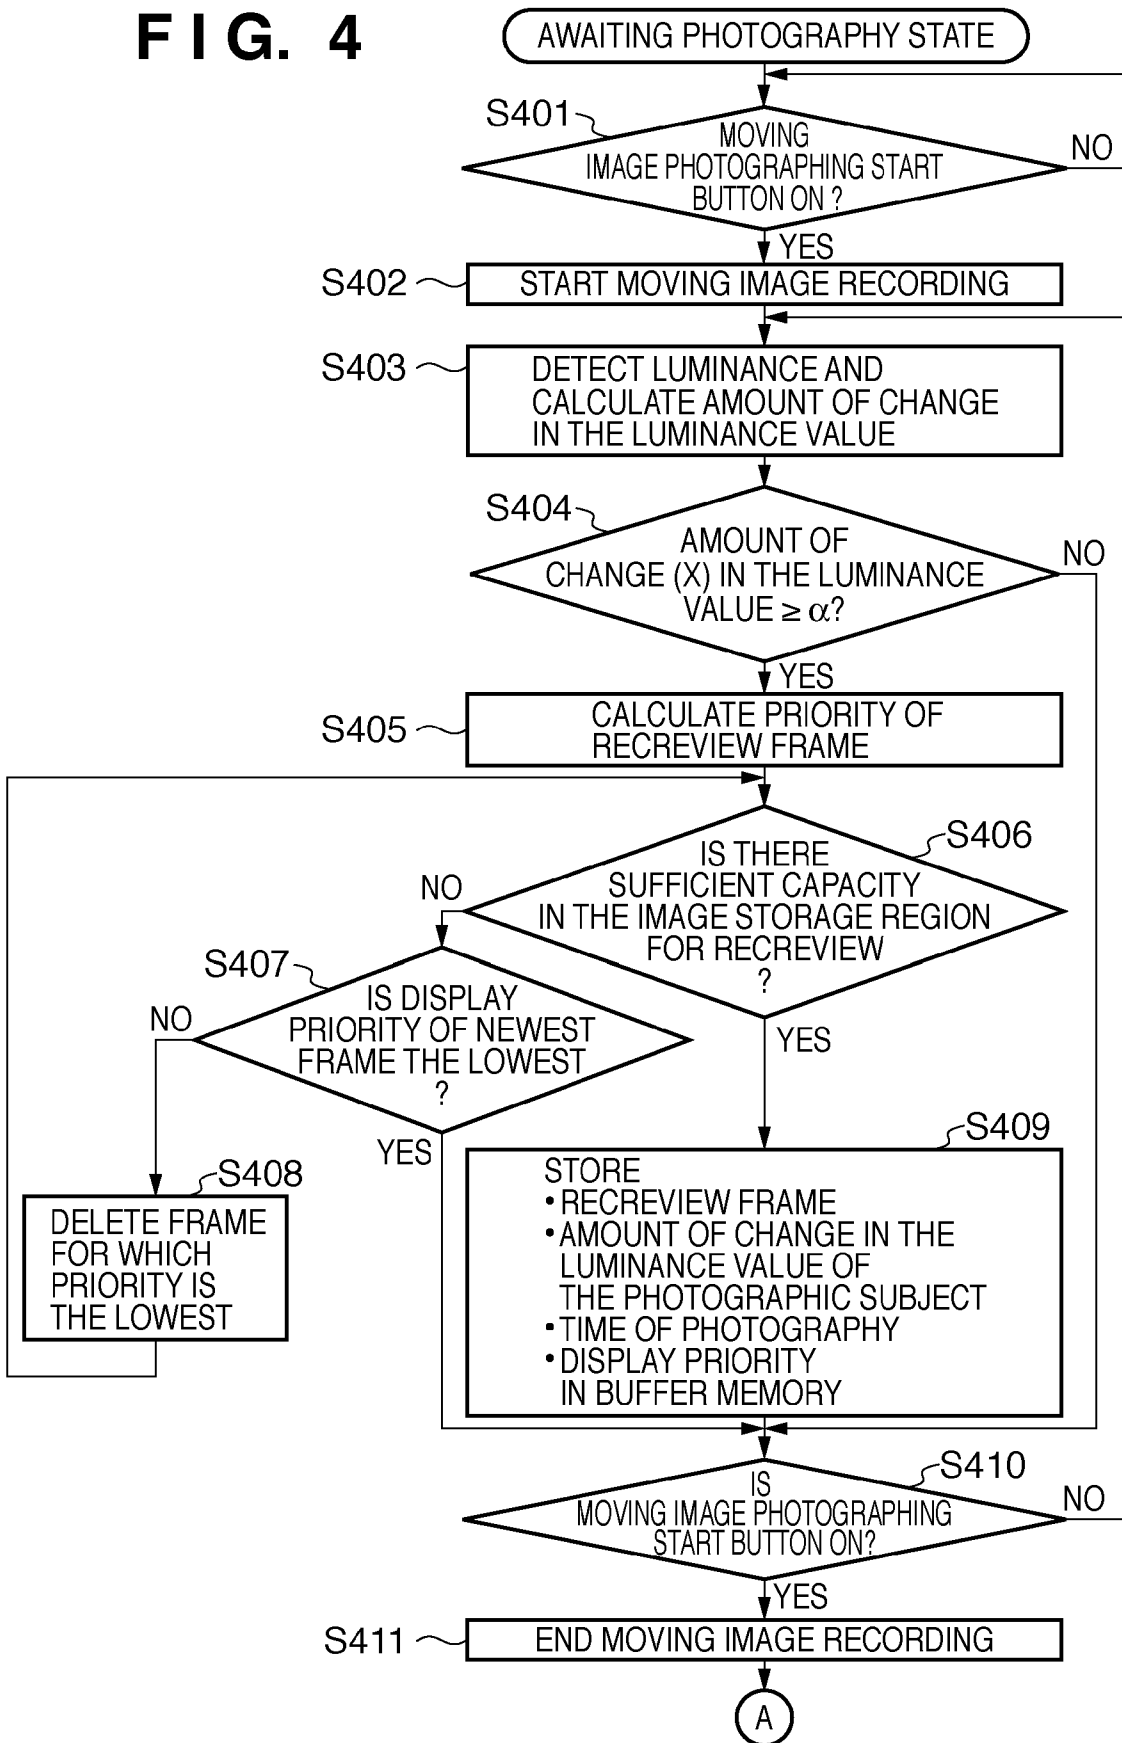 FIG. 4
AWAITING PHOTOGRAPHY STATE
S401
MOVING
IMAGE PHOTOGRAPHING START
BUTTON ON ?
NO
YES
S402
START MOVING IMAGE RECORDING
S403
DETECT LUMINANCE AND
CALCULATE AMOUNT OF CHANGE
IN THE LUMINANCE VALUE
S404
AMOUNT OF
CHANGE (X) IN THE LUMINANCE
VALUE ≥ α?
NO
YES
S405
CALCULATE PRIORITY OF
RECREVIEW FRAME
S406
IS THERE
SUFFICIENT CAPACITY
IN THE IMAGE STORAGE REGION
FOR RECREVIEW
?
NO
YES
S407
IS DISPLAY
PRIORITY OF NEWEST
FRAME THE LOWEST
?
NO
YES
S408
DELETE FRAME
FOR WHICH
PRIORITY IS
THE LOWEST
S409
STORE
• RECREVIEW FRAME
• AMOUNT OF CHANGE IN THE
LUMINANCE VALUE OF
THE PHOTOGRAPHIC SUBJECT
• TIME OF PHOTOGRAPHY
• DISPLAY PRIORITY
IN BUFFER MEMORY
S410
IS
MOVING IMAGE PHOTOGRAPHING
START BUTTON ON?
NO
YES
S411
END MOVING IMAGE RECORDING
A